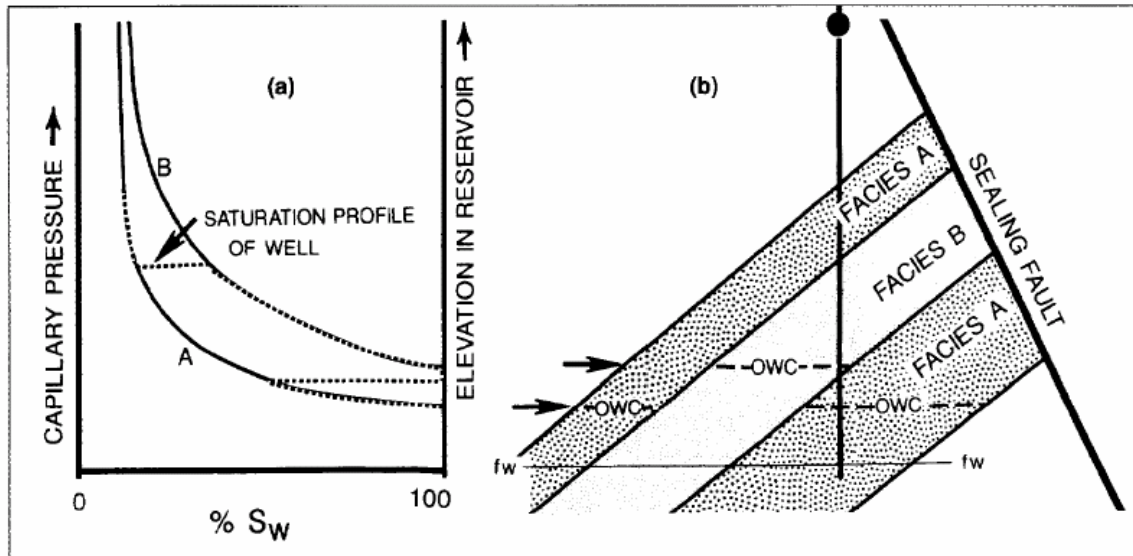 (a)
CAPILLARY PRESSURE
B
SATURATION PROFILE
OF WELL
A
0
100
% SW
ELEVATION IN RESERVOIR
(b)
FACIES A
FACIES B
FACIES A
SEALING FAULT
OWC
OWC
OWC
fw
fw